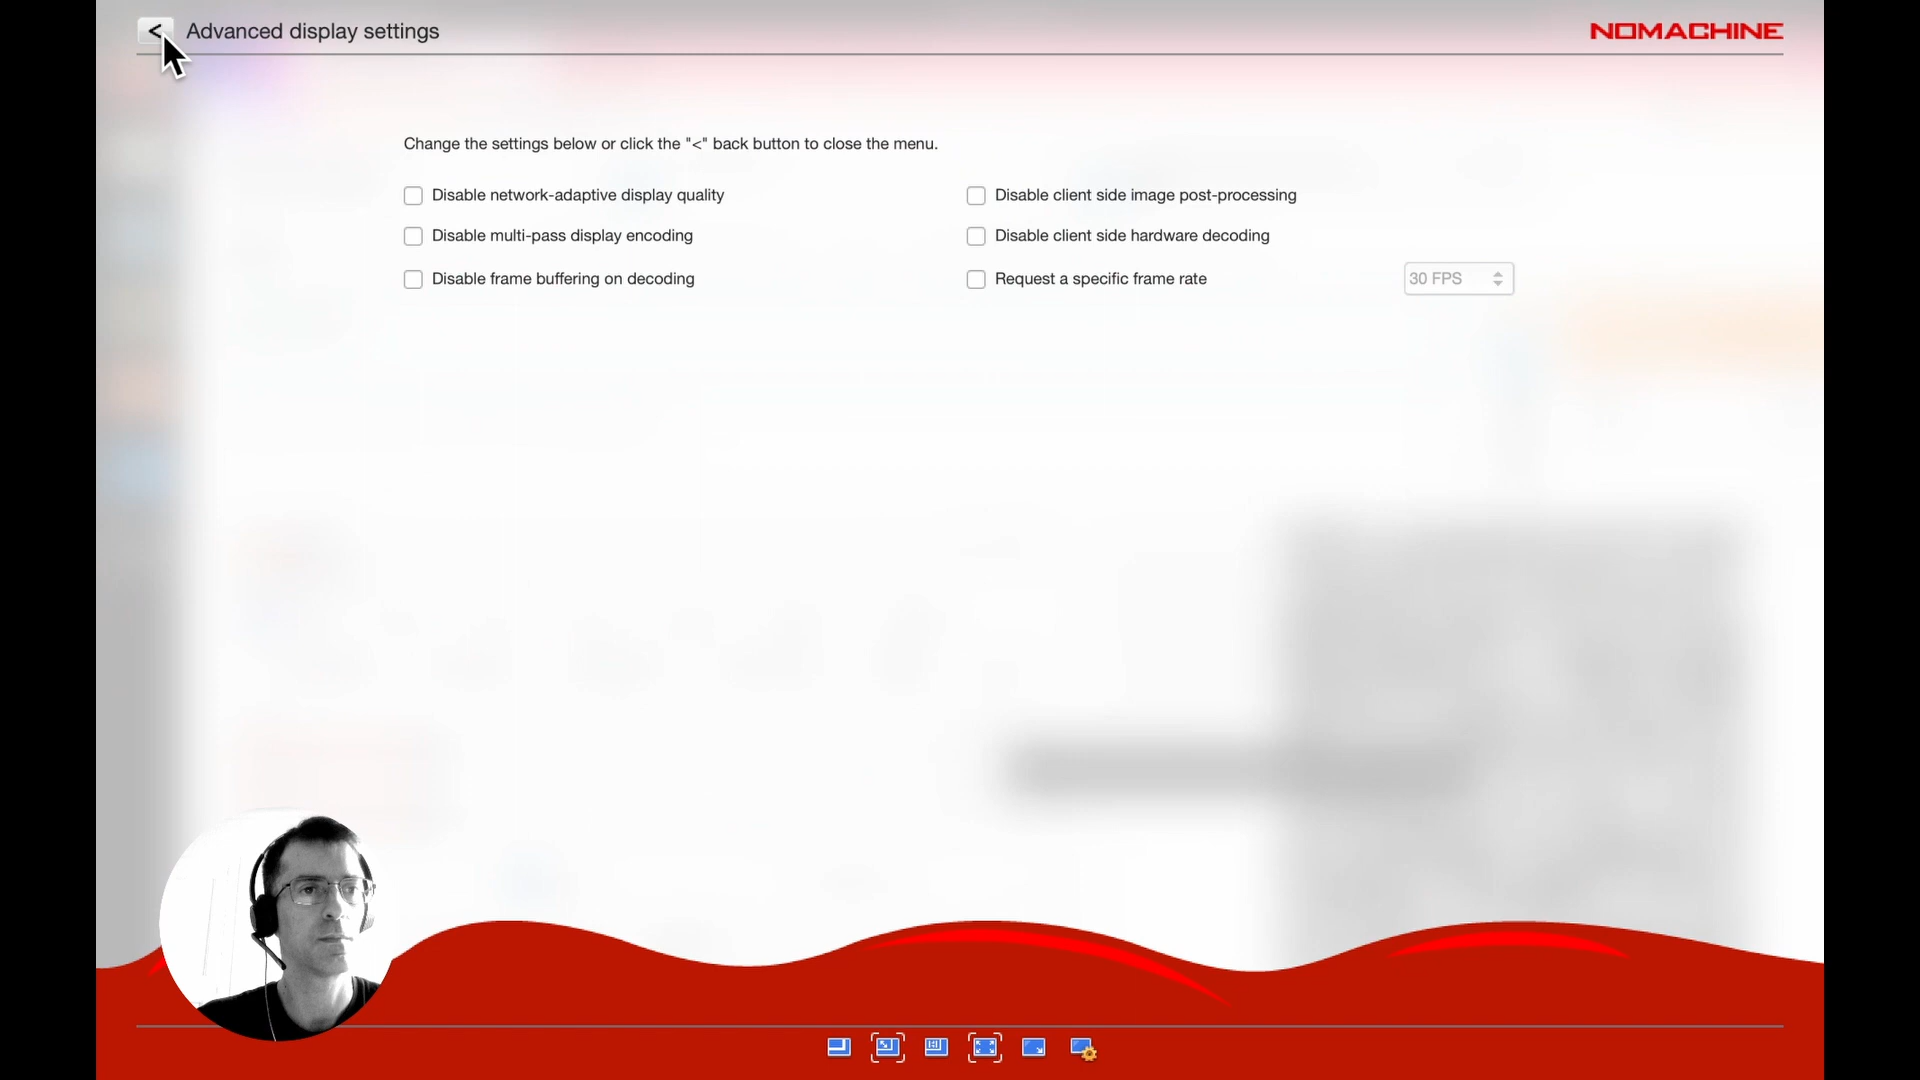 < Advanced display settings
NOMACHINE
Change the settings below or click the "<" back button to close the menu.
Disable network-adaptive display quality
Disable client side image post-processing
Disable multi-pass display encoding
Disable client side hardware decoding
Disable frame buffering on decoding
Request a specific frame rate
30 FPS